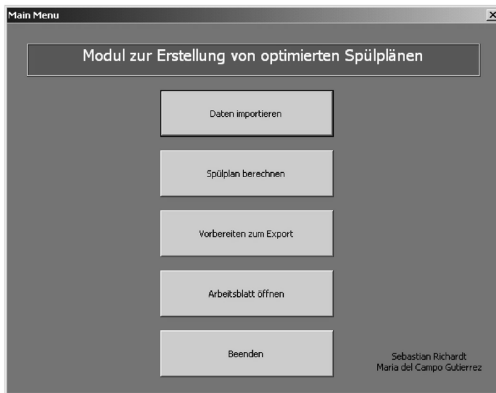 Main Menu
Modul zur Erstellung von optimierten Spülplänen
Daten importieren
Spülplan berechnen
Vorbereiten zum Export
Arbeitsblatt öffnen
Beenden
Sebastian Richardt
Maria del Campo Gutierrez